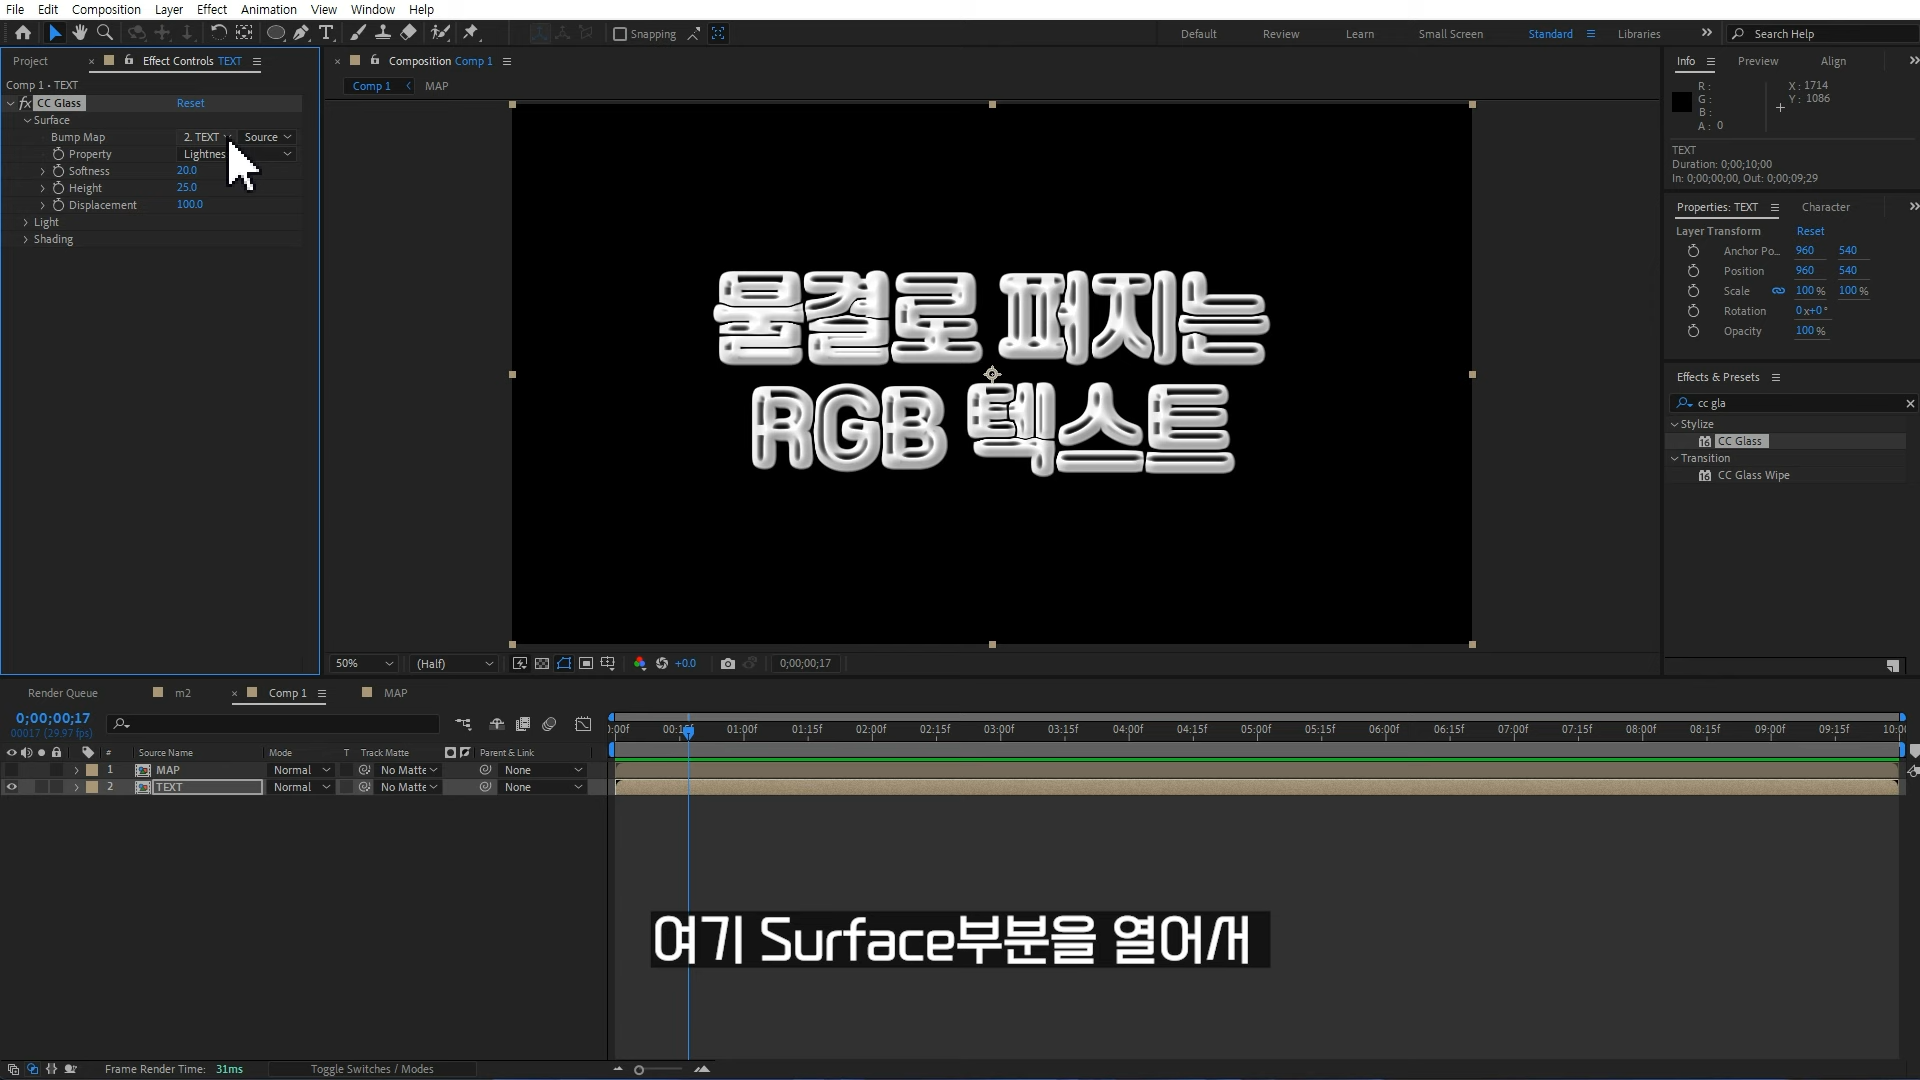 File Edit Composition Layer Effect Animation View Window Help
Snapping Default Review Learn Small Screen Standard Libraries Search Help
Project Effect Controls TEXT
Comp 1 • TEXT
fx CC Glass Reset
Surface
Bump Map 2. TEXT Source
Property Lightnes
Softness 20.0
Height 25.0
Displacement 100.0
Light
Shading
Composition Comp 1
Comp 1 MAP
물결로 퍼지는
RGB 텍스트
50% (Half) +0.0 0;00;00;17
Info Preview Align
R: X: 1714
G: Y: 1086
B:
A: 0
TEXT
Duration: 0;00;10;00
In: 0;00;00;00, Out: 0;00;09;29
Properties: TEXT Character
Layer Transform Reset
Anchor Po... 960 540
Position 960 540
Scale 100 % 100 %
Rotation 0x+0°
Opacity 100 %
Effects & Presets
cc gla
Stylize
CC Glass
Transition
CC Glass Wipe
Render Queue m2 Comp 1 MAP
0;00;00;17
00017 (29.97 fps)
:00f 00:15f 01:00f 01:15f 02:00f 02:15f 03:00f 03:15f 04:00f 04:15f 05:00f 05:15f 06:00f 06:15f 07:00f 07:15f 08:00f 08:15f 09:00f 09:15f 10:00
# Source Name Mode T Track Matte Parent & Link
1 MAP Normal No Matte None
2 TEXT Normal No Matte None
여기 Surface부분을 열어서
Frame Render Time: 31ms Toggle Switches / Modes